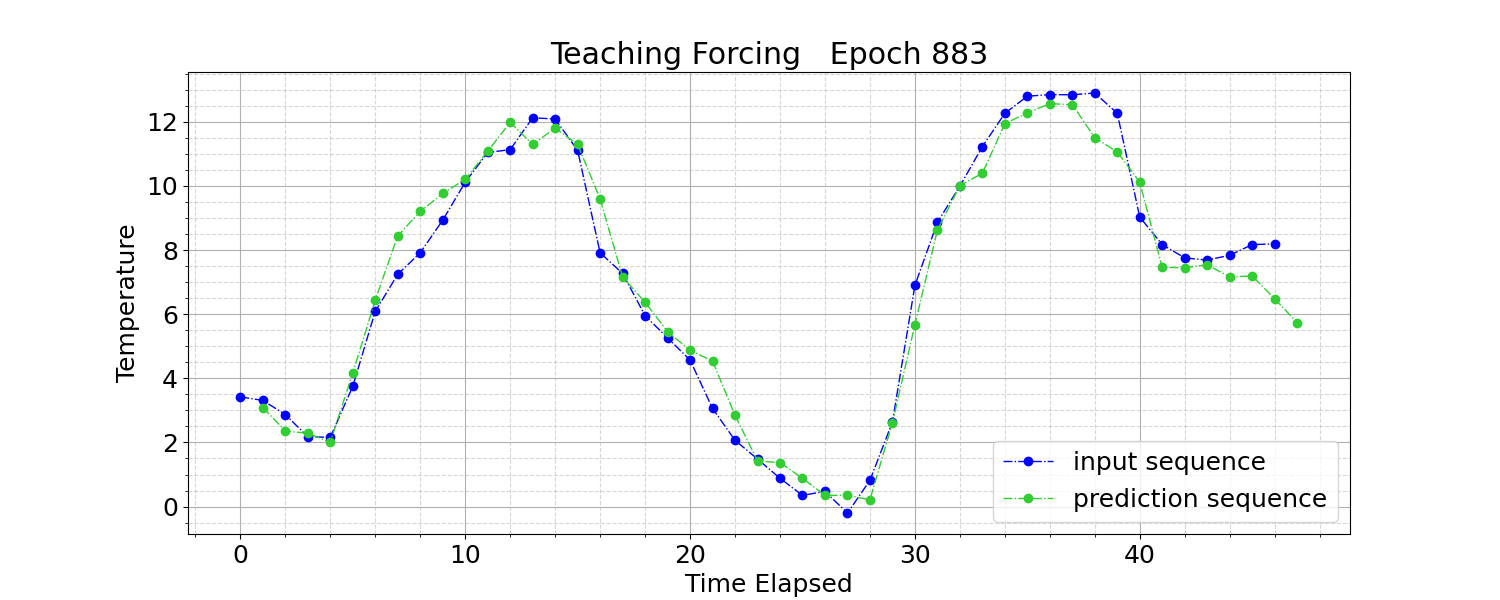 Teaching Forcing   Epoch 883
12
10
8
6
4
2
0
Temperature
0 10 20 30 40
Time Elapsed
input sequence
prediction sequence